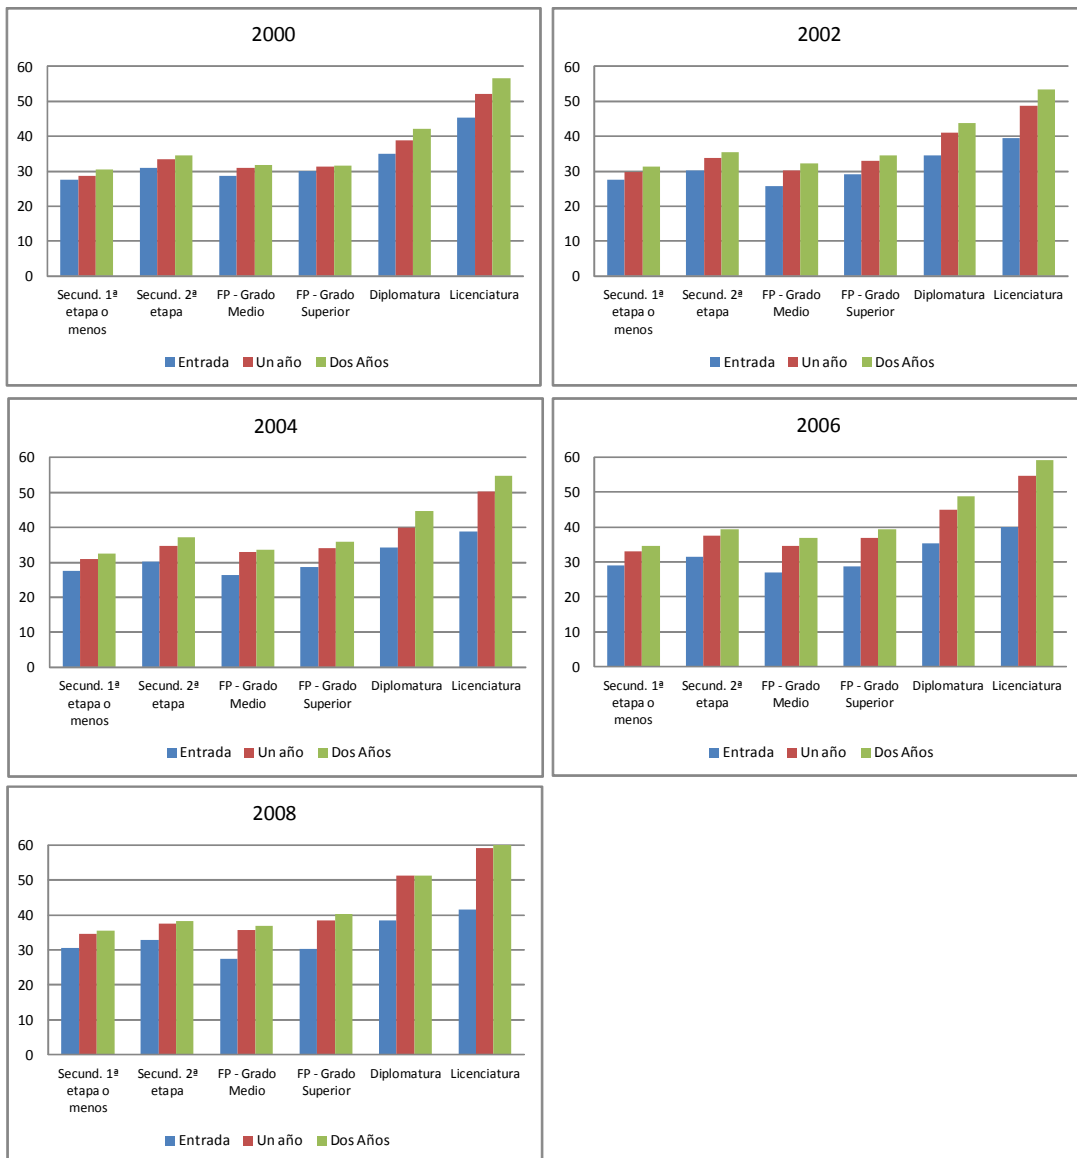 2000
60
50
40
30
20
10
0
Secund. 1ª etapa o menos
Secund. 2ª etapa
FP - Grado Medio
FP - Grado Superior
Diplomatura
Licenciatura
Entrada Un año Dos Años
2002
60
50
40
30
20
10
0
Secund. 1ª etapa o menos
Secund. 2ª etapa
FP - Grado Medio
FP - Grado Superior
Diplomatura
Licenciatura
Entrada Un año Dos Años
2004
60
50
40
30
20
10
0
Secund. 1ª etapa o menos
Secund. 2ª etapa
FP - Grado Medio
FP - Grado Superior
Diplomatura
Licenciatura
Entrada Un año Dos Años
2006
60
50
40
30
20
10
0
Secund. 1ª etapa o menos
Secund. 2ª etapa
FP - Grado Medio
FP - Grado Superior
Diplomatura
Licenciatura
Entrada Un año Dos Años
2008
60
50
40
30
20
10
0
Secund. 1ª etapa o menos
Secund. 2ª etapa
FP - Grado Medio
FP - Grado Superior
Diplomatura
Licenciatura
Entrada Un año Dos Años